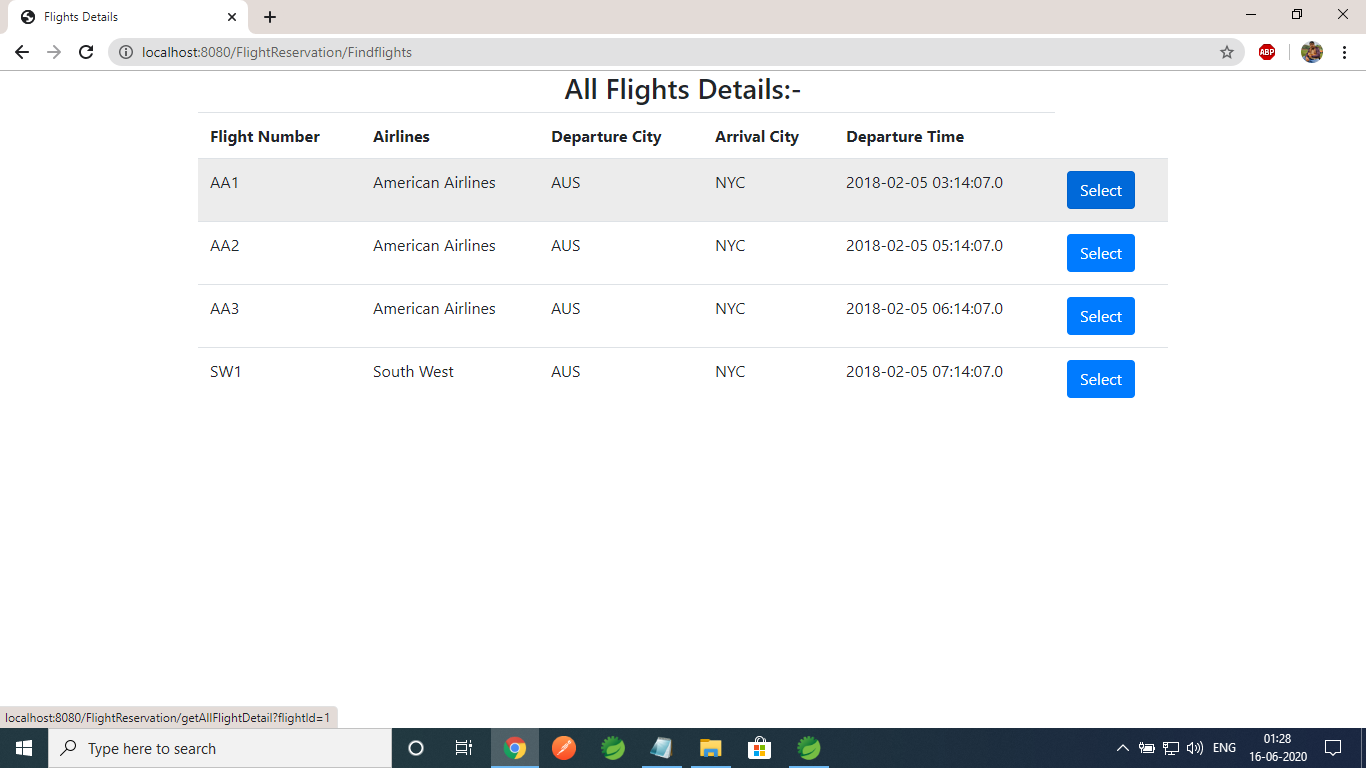 Flights Details
localhost:8080/FlightReservation/Findflights
ABP
All Flights Details:-
Flight Number Airlines Departure City Arrival City Departure Time
AA1 American Airlines AUS NYC 2018-02-05 03:14:07.0 Select
AA2 American Airlines AUS NYC 2018-02-05 05:14:07.0 Select
AA3 American Airlines AUS NYC 2018-02-05 06:14:07.0 Select
SW1 South West AUS NYC 2018-02-05 07:14:07.0 Select
localhost:8080/FlightReservation/getAllFlightDetail?flightId=1
Type here to search
ENG
01:28
16-06-2020